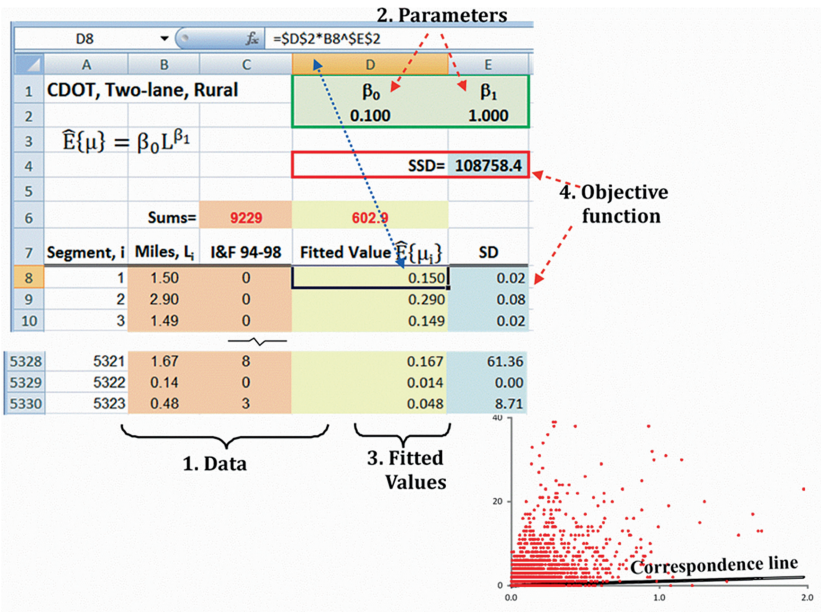 2. Parameters
D8 fx =$D$2*B8^$E$2
A B C D E
1 CDOT, Two-lane, Rural β0 β1
2 0.100 1.000
3 Ê{μ} = β0L^β1
4 SSD= 108758.4
5
4. Objective function
6 Sums= 9229 602.9
7 Segment, i Miles, Li I&F 94-98 Fitted Value Ê{μi} SD
8 1 1.50 0 0.150 0.02
9 2 2.90 0 0.290 0.08
10 3 1.49 0 0.149 0.02
5328 5321 1.67 8 0.167 61.36
5329 5322 0.14 0 0.014 0.00
5330 5323 0.48 3 0.048 8.71
1. Data
3. Fitted
Values
40
20
0
Correspondence line
0.0 1.0 2.0